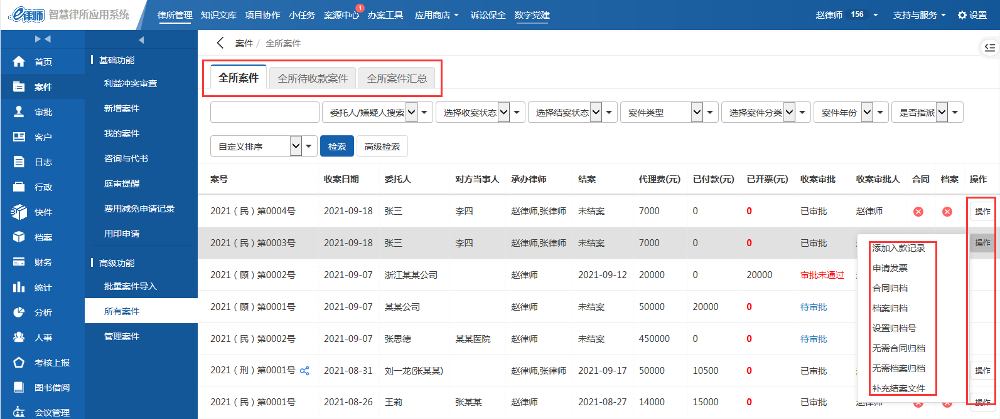 e律师 智慧律所应用系统 律所管理 知识文库 项目协作 小任务 案源中心 1 办案工具 应用商店 诉讼保全 数字党建 赵律师 156 支持与服务 设置
首页
案件
审批
客户
日志
行政
快件
档案
财务
统计
分析
人事
考核上报
图书借阅
会议管理
基础功能
利益冲突审查
新增案件
我的案件
咨询与代书
庭审提醒
费用减免申请记录
用印申请
高级功能
批量案件导入
所有案件
管理案件
案件 / 全所案件
全所案件 全所待收款案件 全所案件汇总
委托人/嫌疑人搜索 选择收案状态 选择结案状态 案件类型 选择案件分类 案件年份 是否指派
自定义排序 检索 高级检索
案号 收案日期 委托人 对方当事人 承办律师 结案 代理费(元) 已付款(元) 已开票(元) 收案审批 收案审批人 合同 档案 操作
2021（民）第0004号 2021-09-18 张三 李四 赵律师,张律师 未结案 7000 0 0 已审批 赵律师 操作
2021（民）第0003号 2021-09-18 张三 李四 赵律师,张律师 未结案 7000 0 0 已审批 操作
2021（顾）第0002号 2021-09-07 浙江某某公司 赵律师 2021-09-12 20000 0 20000 审批未通过
2021（顾）第0001号 2021-09-07 某某公司 赵律师 未结案 50000 20000 0 待审批
2021（民）第0002号 2021-09-07 张思德 某某医院 赵律师 未结案 450000 0 0 待审批
2021（刑）第0001号 2021-08-31 刘一龙(张某某) 赵律师,张律师 2021-09-17 50000 10500 0 已审批 操作
2021（民）第0001号 2021-08-26 王莉 张某某 赵律师 2021-08-27 14000 15000 0 已审批 操作
添加入款记录
申请发票
合同归档
档案归档
设置归档号
无需合同归档
无需档案归档
补充结案文件